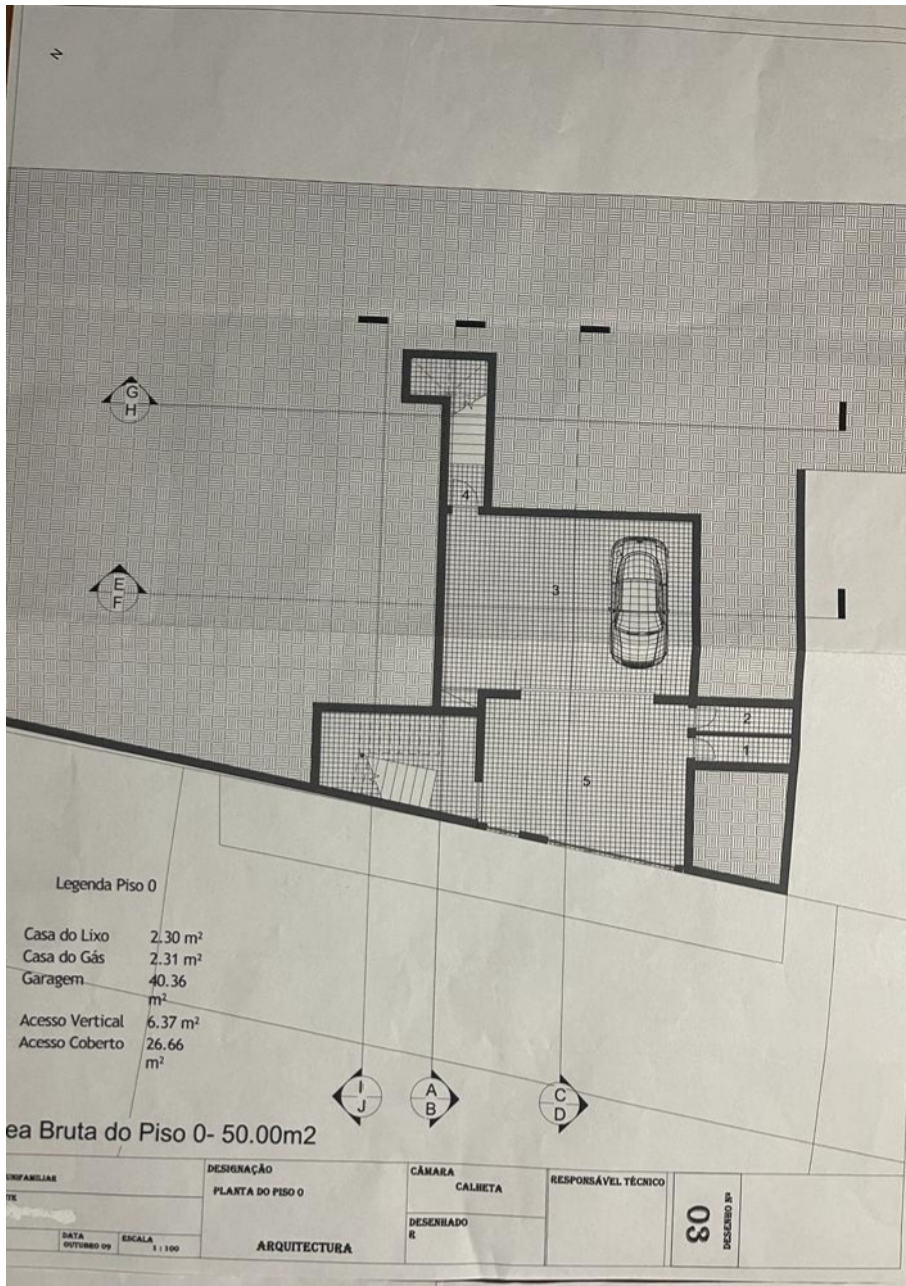 N
G
H
E
F
4
3
2
1
5
Legenda Piso 0
Casa do Lixo 2.30 m²
Casa do Gás 2.31 m²
Garagem 40.36
m²
Acesso Vertical 6.37 m²
Acesso Coberto 26.66
m²
I
J
A
B
C
D
ea Bruta do Piso 0- 50.00m2
UNIFAMILIAR
TE
DATA
OUTUBRO 09
ESCALA
1 : 100
DESIGNAÇÃO
PLANTA DO PISO 0
ARQUITECTURA
CÂMARA
CALHETA
DESENHADO
R
RESPONSÁVEL TÉCNICO
03
DESENHO Nº